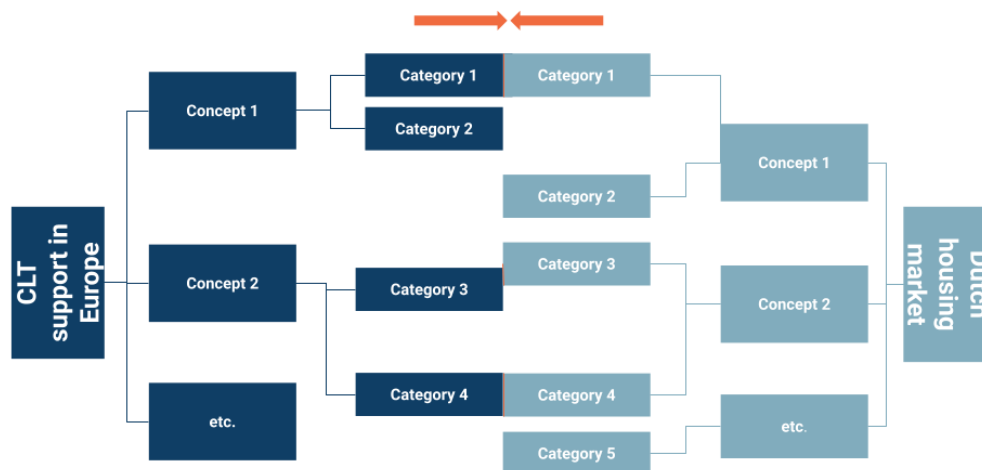 Category 1
Category 1
Concept 1
Category 2
Concept 1
Category 2
CLT
support in
Europe
Dutch
housing
market
Concept 2
Category 3
Category 3
Concept 2
Category 4
Category 4
etc.
etc.
Category 5